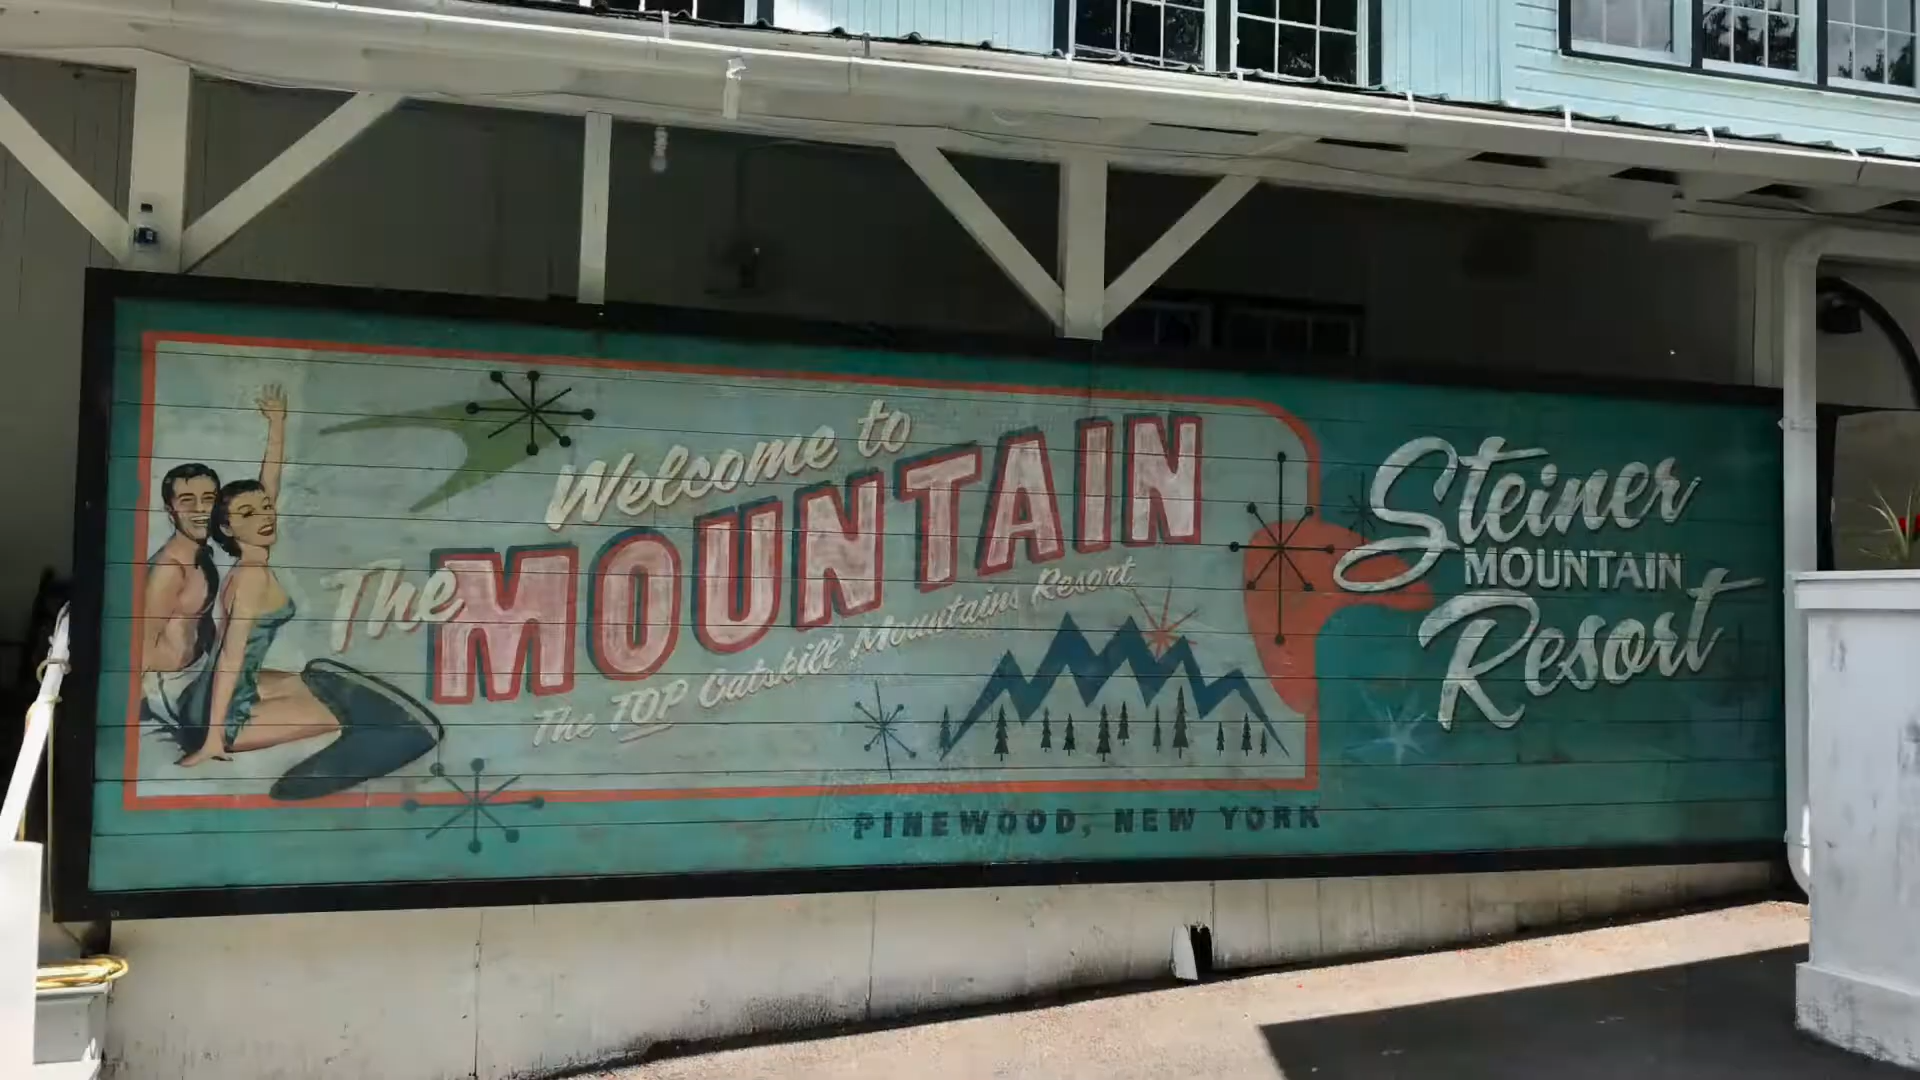 Welcome to
The MOUNTAIN
The TOP Catskill Mountains Resort
PINEWOOD, NEW YORK
Steiner
MOUNTAIN
Resort